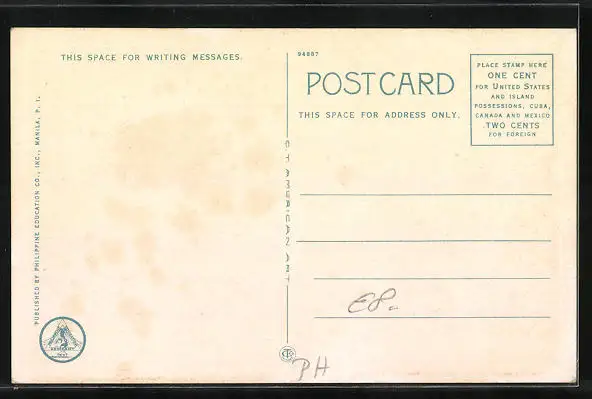 THIS SPACE FOR WRITING MESSAGES.
94887
POSTCARD
THIS SPACE FOR ADDRESS ONLY.
PLACE STAMP HERE
ONE CENT
FOR UNITED STATES
AND ISLAND
POSSESSIONS, CUBA,
CANADA AND MEXICO
TWO CENTS
FOR FOREIGN
PUBLISHED BY PHILIPPINE EDUCATION CO., INC., MANILA, P. I.
C T AMERICAN ART
PH